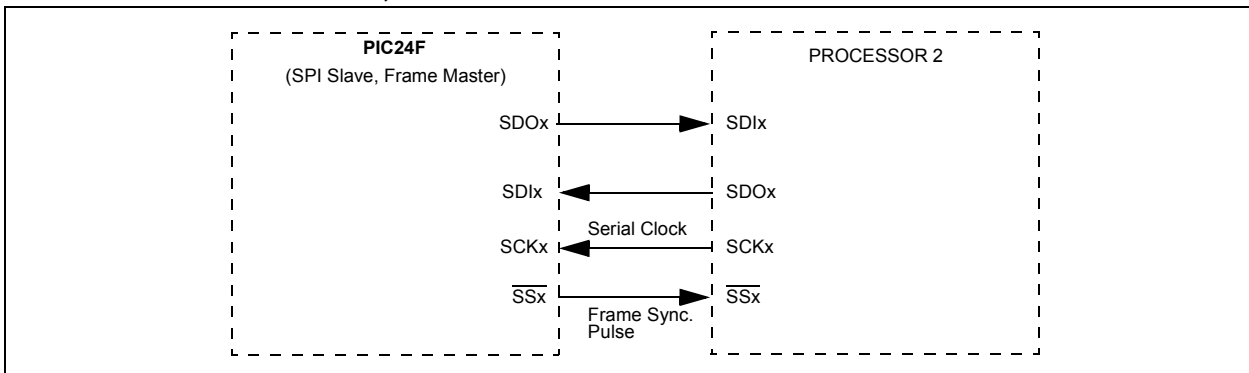 PIC24F
(SPI Slave, Frame Master)
PROCESSOR 2
SDOx
SDIx
SDIx
SDOx
Serial Clock
SCKx
SCKx
SSx
SSx
Frame Sync.
Pulse